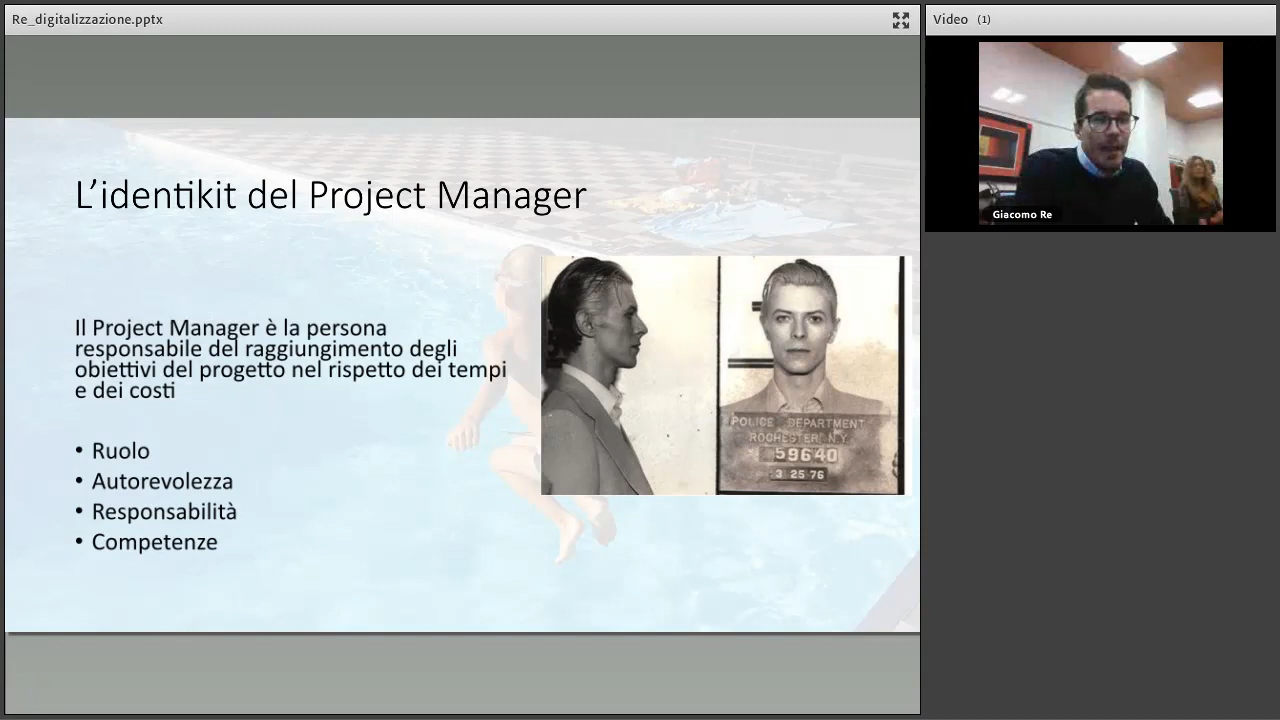 Re_digitalizzazione.pptx
Video (1)
Giacomo Re
L'identikit del Project Manager
Il Project Manager è la persona
responsabile del raggiungimento degli
obiettivi del progetto nel rispetto dei tempi
e dei costi
• Ruolo
• Autorevolezza
• Responsabilità
• Competenze
POLICE DEPARTMENT
ROCHESTER N.Y.
59640
3 25 76